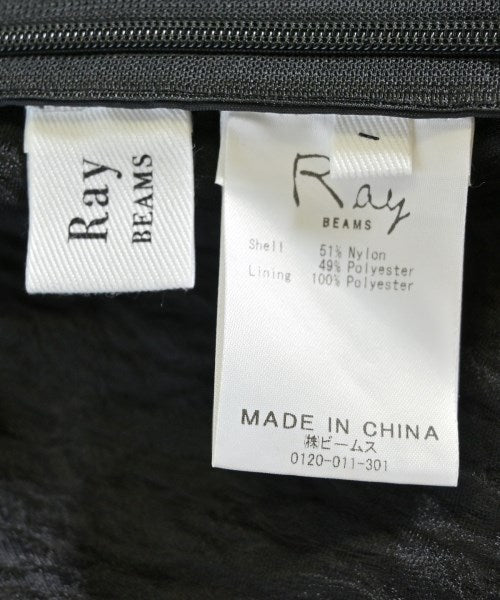 Ray
BEAMS
Ray
BEAMS
Shell 51% Nylon
49% Polyester
Lining 100% Polyester
MADE IN CHINA
㈱ビームス
0120-011-301